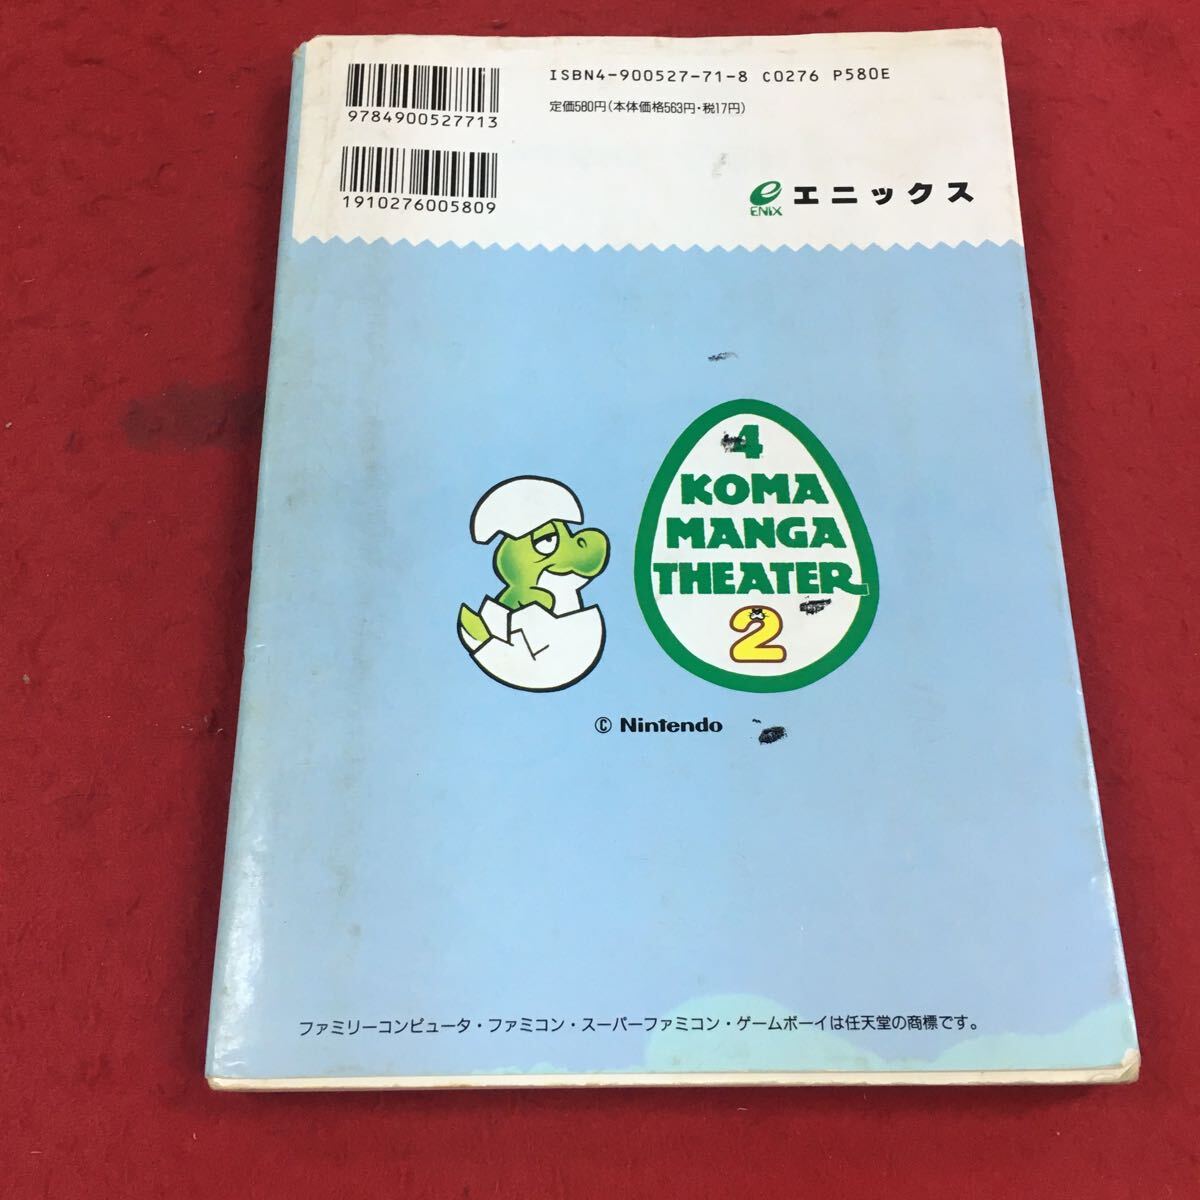 ISBN4-900527-71-8 C0276 P580E
定価580円(本体価格563円・税17円)
9784900527713
1910276005809
ENIX
エニックス
4
KOMA
MANGA
THEATER
2
© Nintendo
ファミリーコンピュータ・ファミコン・スーパーファミコン・ゲームボーイは任天堂の商標です。